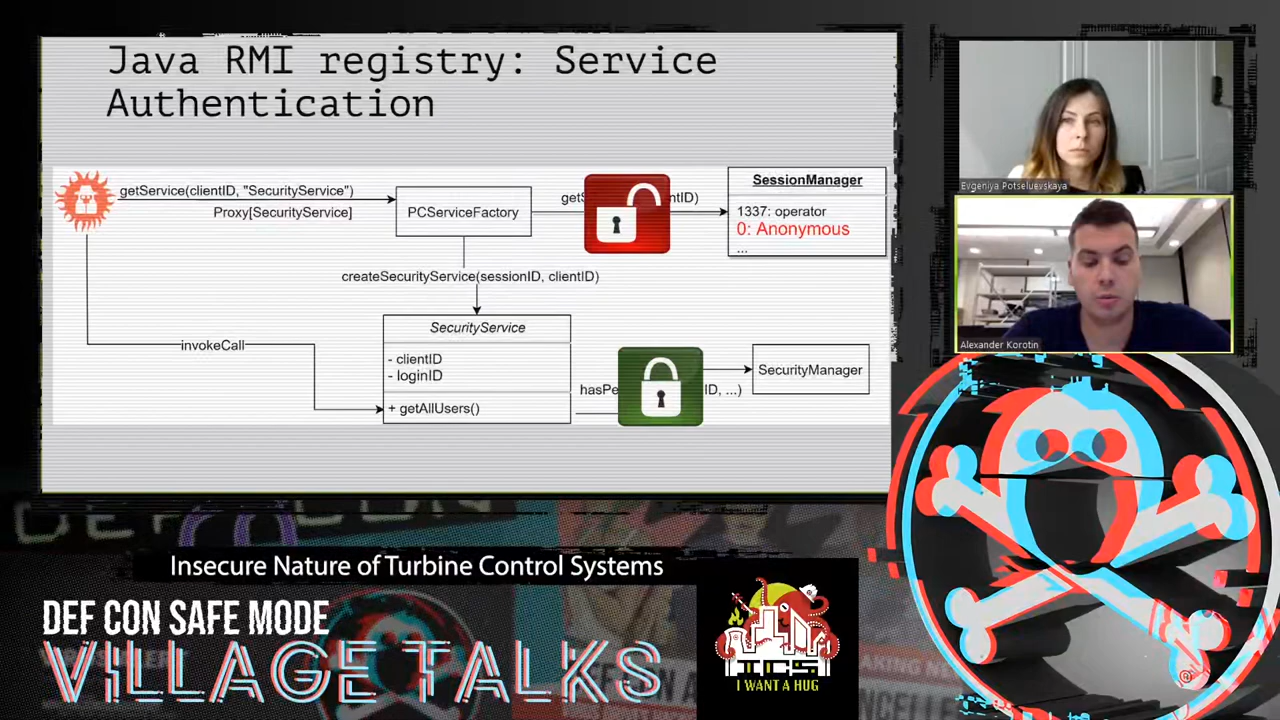 Java RMI registry: Service
Authentication
getService(clientID, "SecurityService")
Proxy[SecurityService]
PCServiceFactory
SessionManager
1337: operator
0: Anonymous
...
createSecurityService(sessionID, clientID)
SecurityService
- clientID
- loginID
+ getAllUsers()
invokeCall
ID, ...)
SecurityManager
Evgeniya Potseluevskaya
Alexander Korotin
Insecure Nature of Turbine Control Systems
DEF CON SAFE MODE
VILLAGE TALKS
ICS
I WANT A HUG